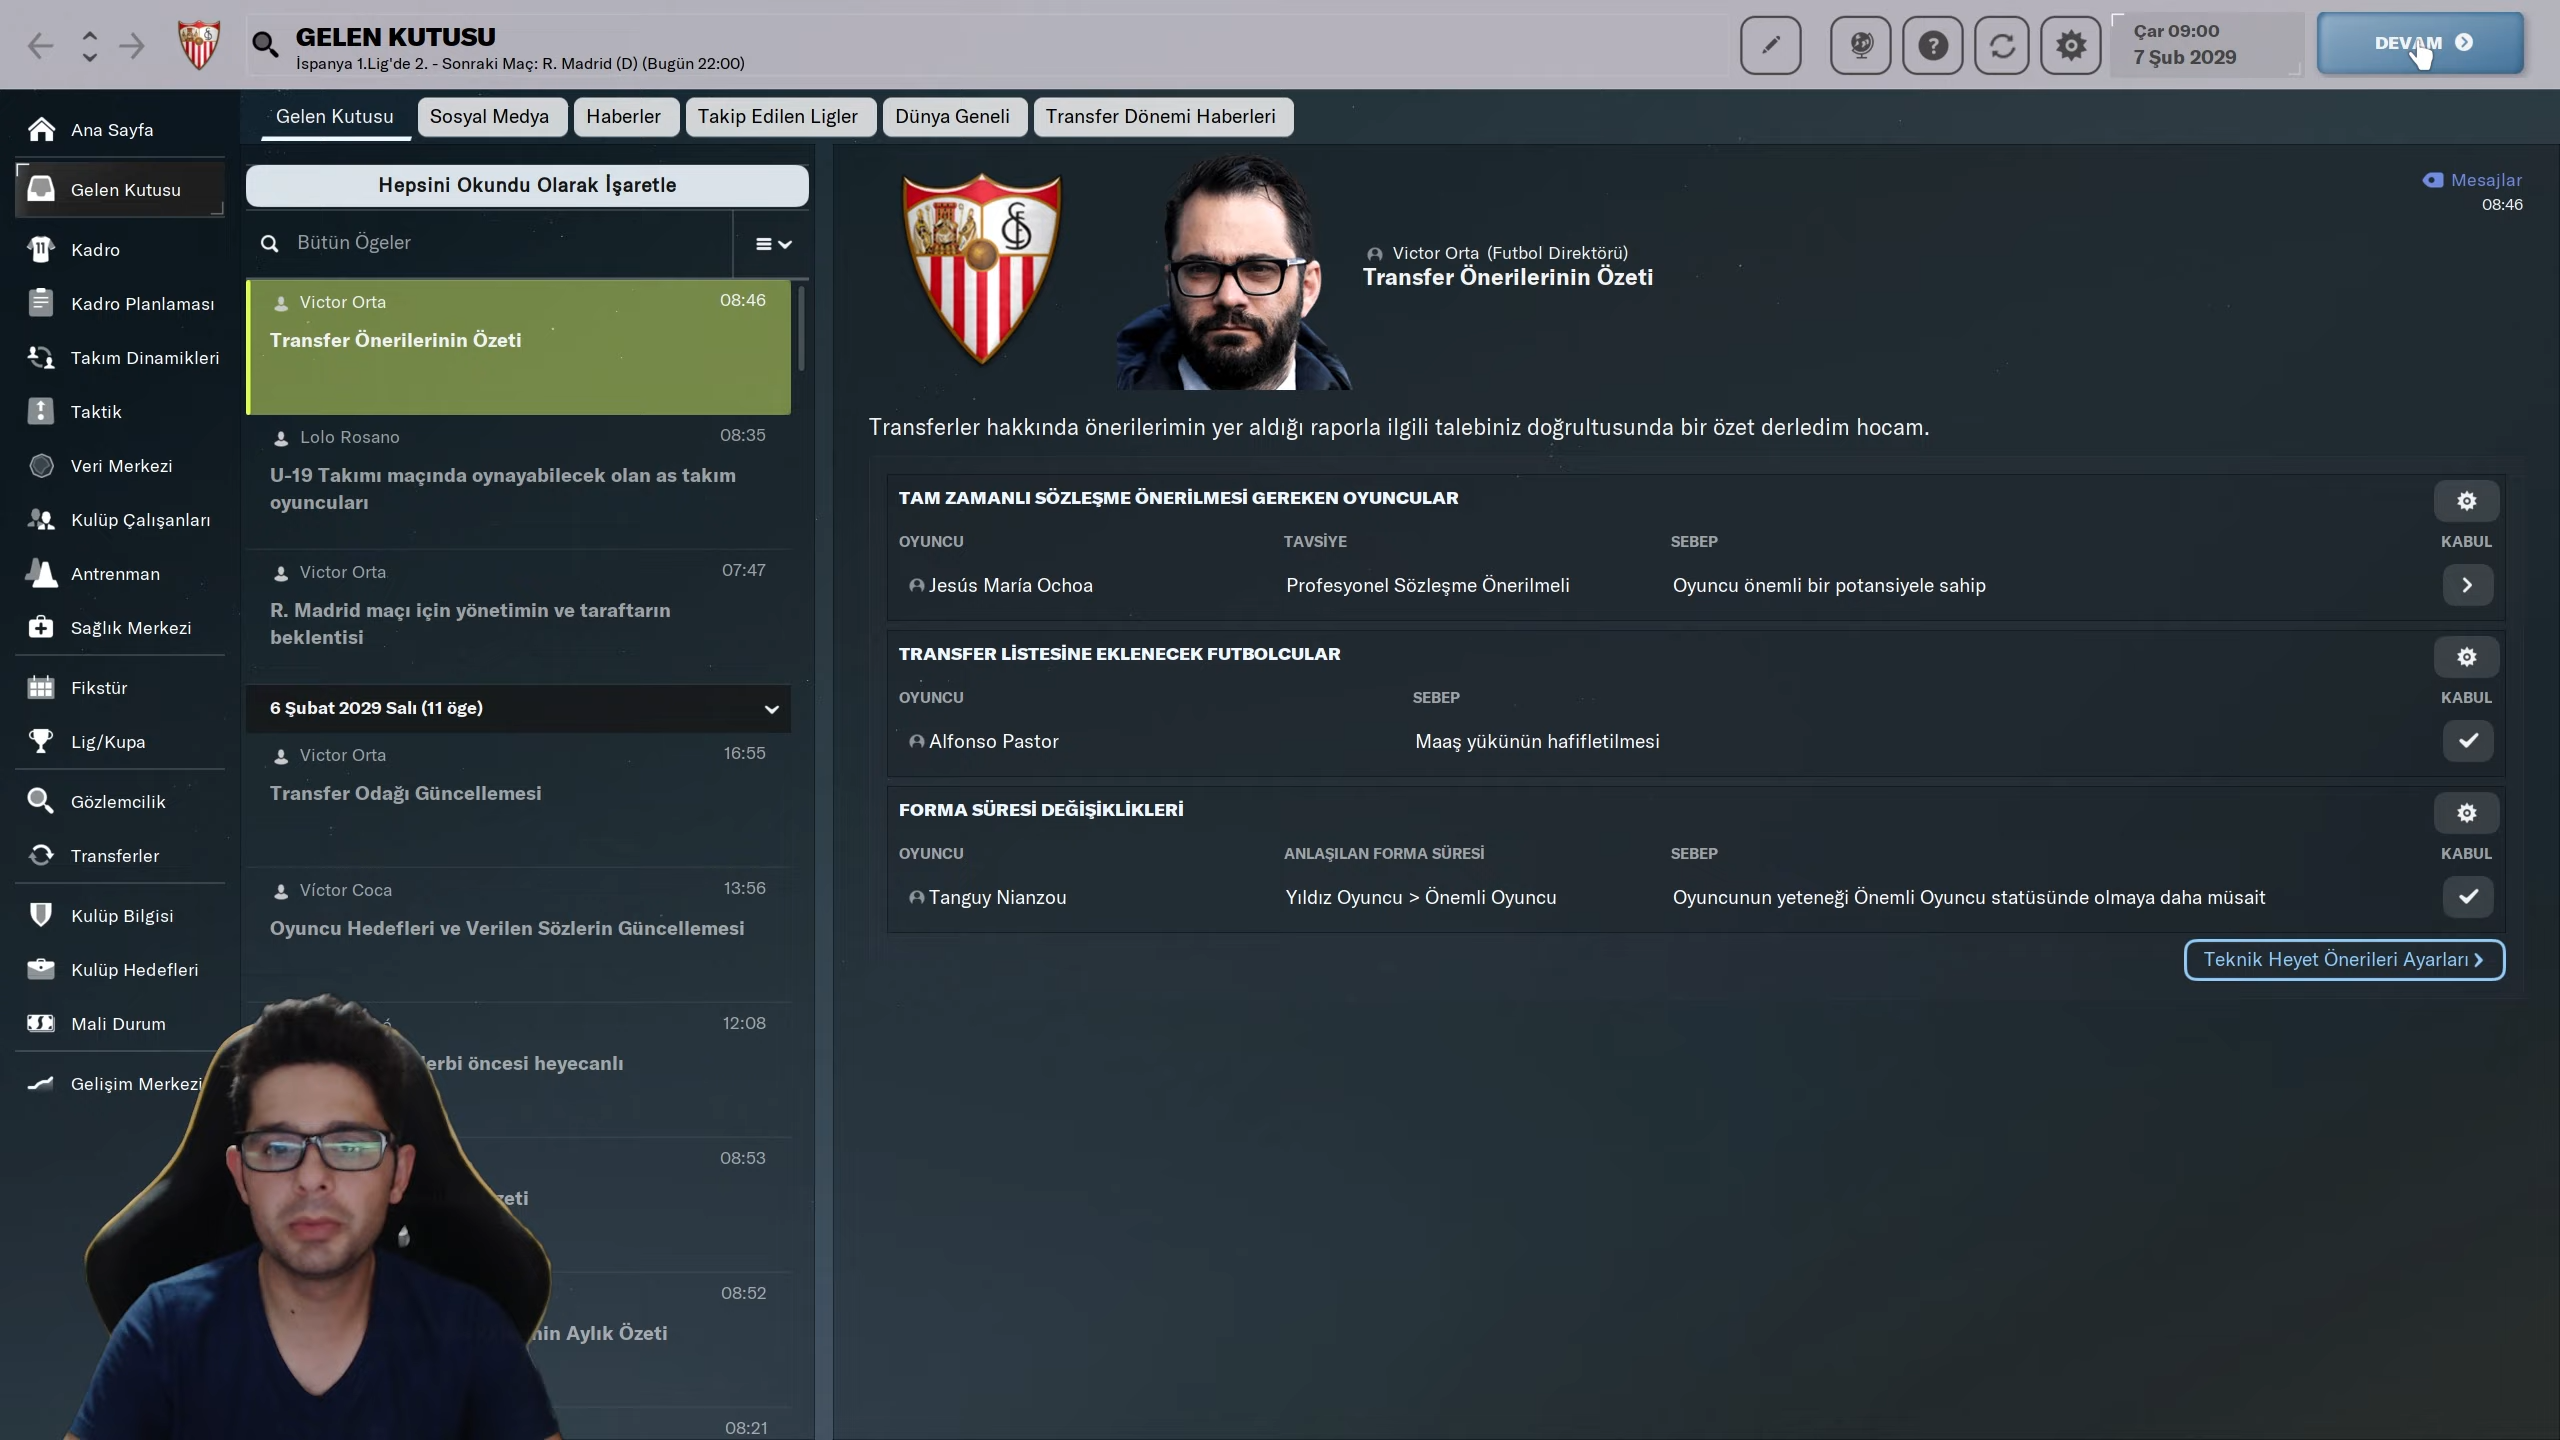 GELEN KUTUSU
İspanya 1.Lig'de 2. - Sonraki Maç: R. Madrid (D) (Bugün 22:00)
Çar 09:00
7 Şub 2029
DEVAM
Ana Sayfa
Gelen Kutusu
Kadro
Kadro Planlaması
Takım Dinamikleri
Taktik
Veri Merkezi
Kulüp Çalışanları
Antrenman
Sağlık Merkezi
Fikstür
Lig/Kupa
Gözlemcilik
Transferler
Kulüp Bilgisi
Kulüp Hedefleri
Mali Durum
Gelişim Merkezi
Gelen Kutusu Sosyal Medya Haberler Takip Edilen Ligler Dünya Geneli Transfer Dönemi Haberleri
Hepsini Okundu Olarak İşaretle
Bütün Ögeler
Victor Orta 08:46
Transfer Önerilerinin Özeti
Lolo Rosano 08:35
U-19 Takımı maçında oynayabilecek olan as takım
oyuncuları
Victor Orta 07:47
R. Madrid maçı için yönetimin ve taraftarın
beklentisi
6 Şubat 2029 Salı (11 öge)
Victor Orta 16:55
Transfer Odağı Güncellemesi
Víctor Coca 13:56
Oyuncu Hedefleri ve Verilen Sözlerin Güncellemesi
12:08
öncesi heyecanlı
08:53
08:52
Aylık Özeti
08:21
Mesajlar
08:46
Victor Orta (Futbol Direktörü)
Transfer Önerilerinin Özeti
Transferler hakkında önerilerimin yer aldığı raporla ilgili talebiniz doğrultusunda bir özet derledim hocam.
TAM ZAMANLI SÖZLEŞME ÖNERİLMESİ GEREKEN OYUNCULAR
OYUNCU TAVSİYE SEBEP KABUL
Jesús María Ochoa Profesyonel Sözleşme Önerilmeli Oyuncu önemli bir potansiyele sahip
TRANSFER LİSTESİNE EKLENECEK FUTBOLCULAR
OYUNCU SEBEP KABUL
Alfonso Pastor Maaş yükünün hafifletilmesi
FORMA SÜRESİ DEĞİŞİKLİKLERİ
OYUNCU ANLAŞILAN FORMA SÜRESİ SEBEP KABUL
Tanguy Nianzou Yıldız Oyuncu > Önemli Oyuncu Oyuncunun yeteneği Önemli Oyuncu statüsünde olmaya daha müsait
Teknik Heyet Önerileri Ayarları